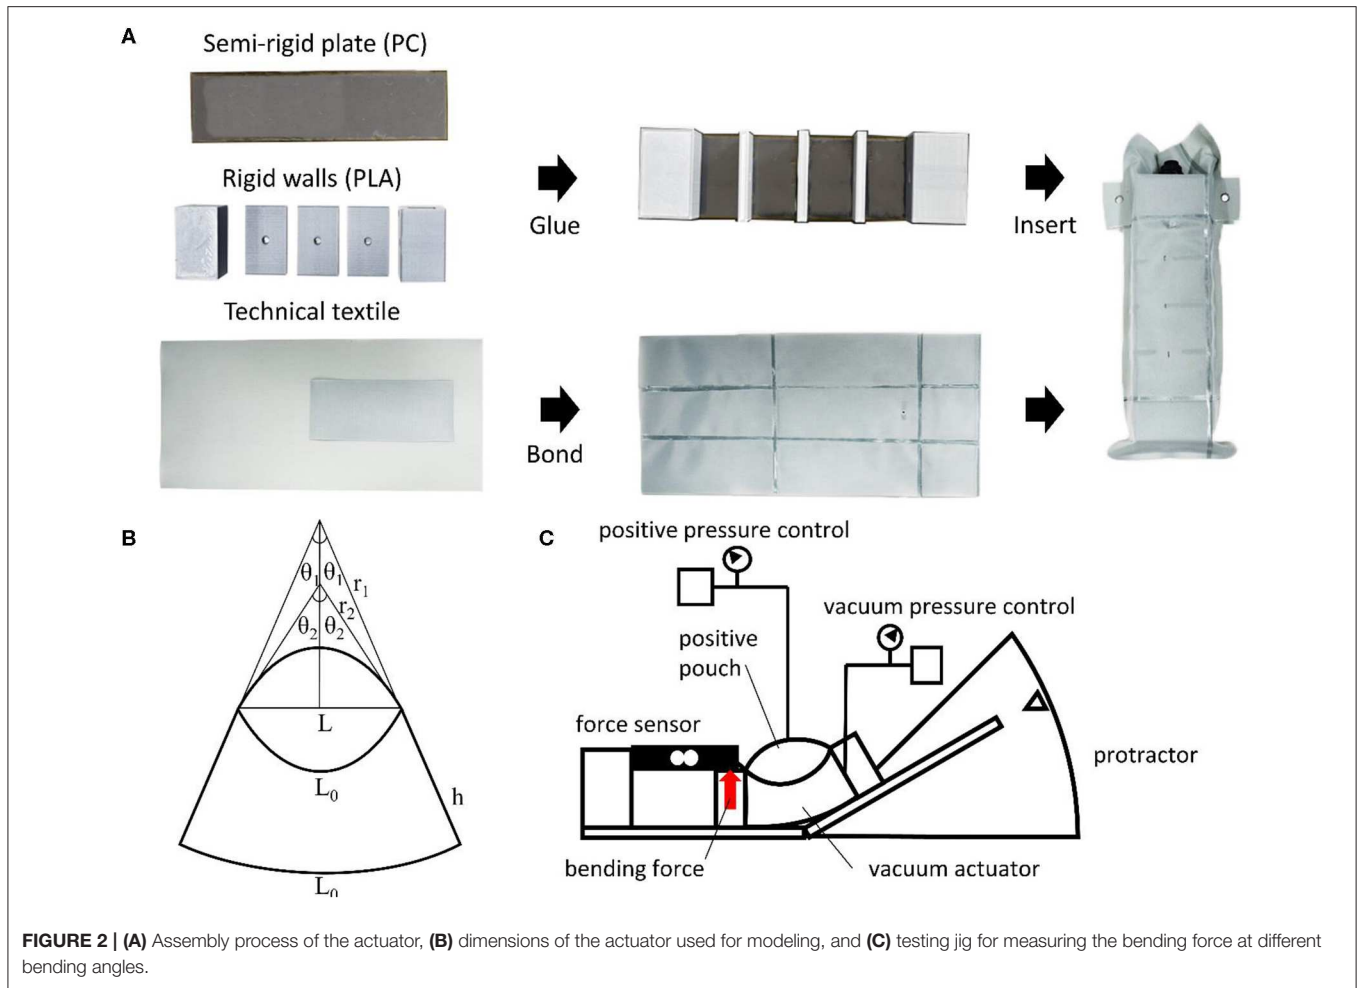 A
Semi-rigid plate (PC)
Rigid walls (PLA)
Glue
Insert
Technical textile
Bond
B
θ1 θ1 r1
r2
θ2 θ2
L
L0
h
L0
C
positive pressure control
vacuum pressure control
positive
pouch
force sensor
protractor
bending force
vacuum actuator
FIGURE 2 | (A) Assembly process of the actuator, (B) dimensions of the actuator used for modeling, and (C) testing jig for measuring the bending force at different
bending angles.